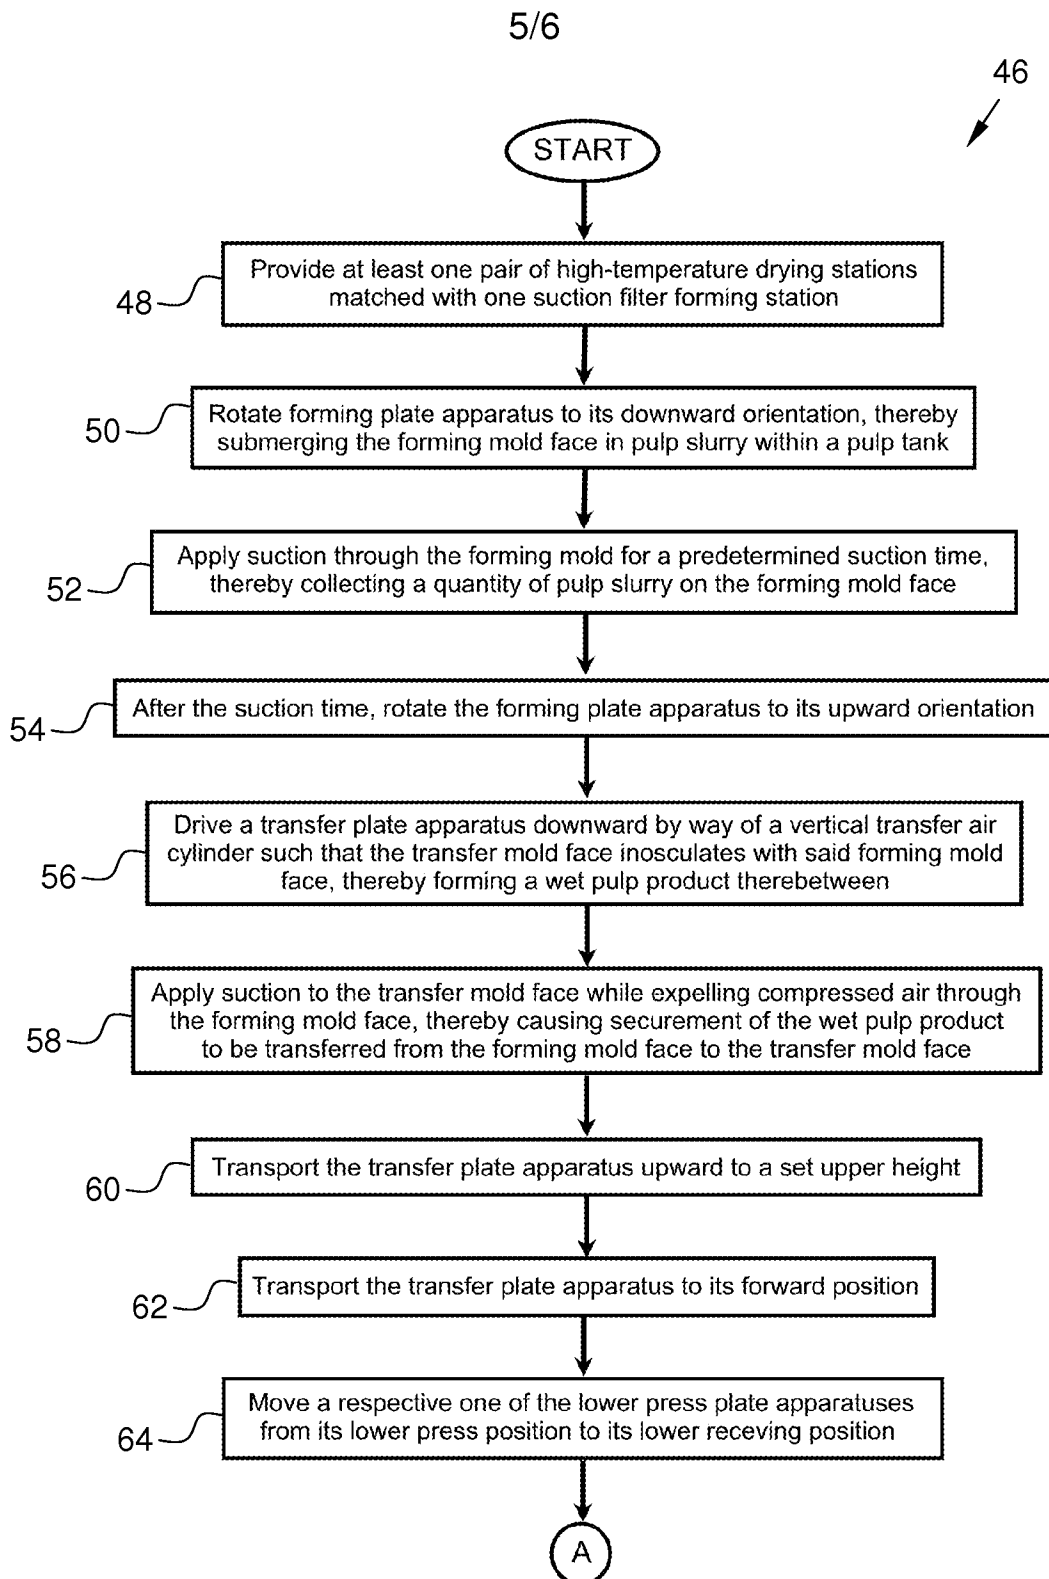 5/6
46
START
48
Provide at least one pair of high-temperature drying stations
matched with one suction filter forming station
50
Rotate forming plate apparatus to its downward orientation, thereby
submerging the forming mold face in pulp slurry within a pulp tank
52
Apply suction through the forming mold for a predetermined suction time,
thereby collecting a quantity of pulp slurry on the forming mold face
54
After the suction time, rotate the forming plate apparatus to its upward orientation
56
Drive a transfer plate apparatus downward by way of a vertical transfer air
cylinder such that the transfer mold face inosculates with said forming mold
face, thereby forming a wet pulp product therebetween
58
Apply suction to the transfer mold face while expelling compressed air through
the forming mold face, thereby causing securement of the wet pulp product
to be transferred from the forming mold face to the transfer mold face
60
Transport the transfer plate apparatus upward to a set upper height
62
Transport the transfer plate apparatus to its forward position
64
Move a respective one of the lower press plate apparatuses
from its lower press position to its lower receving position
A